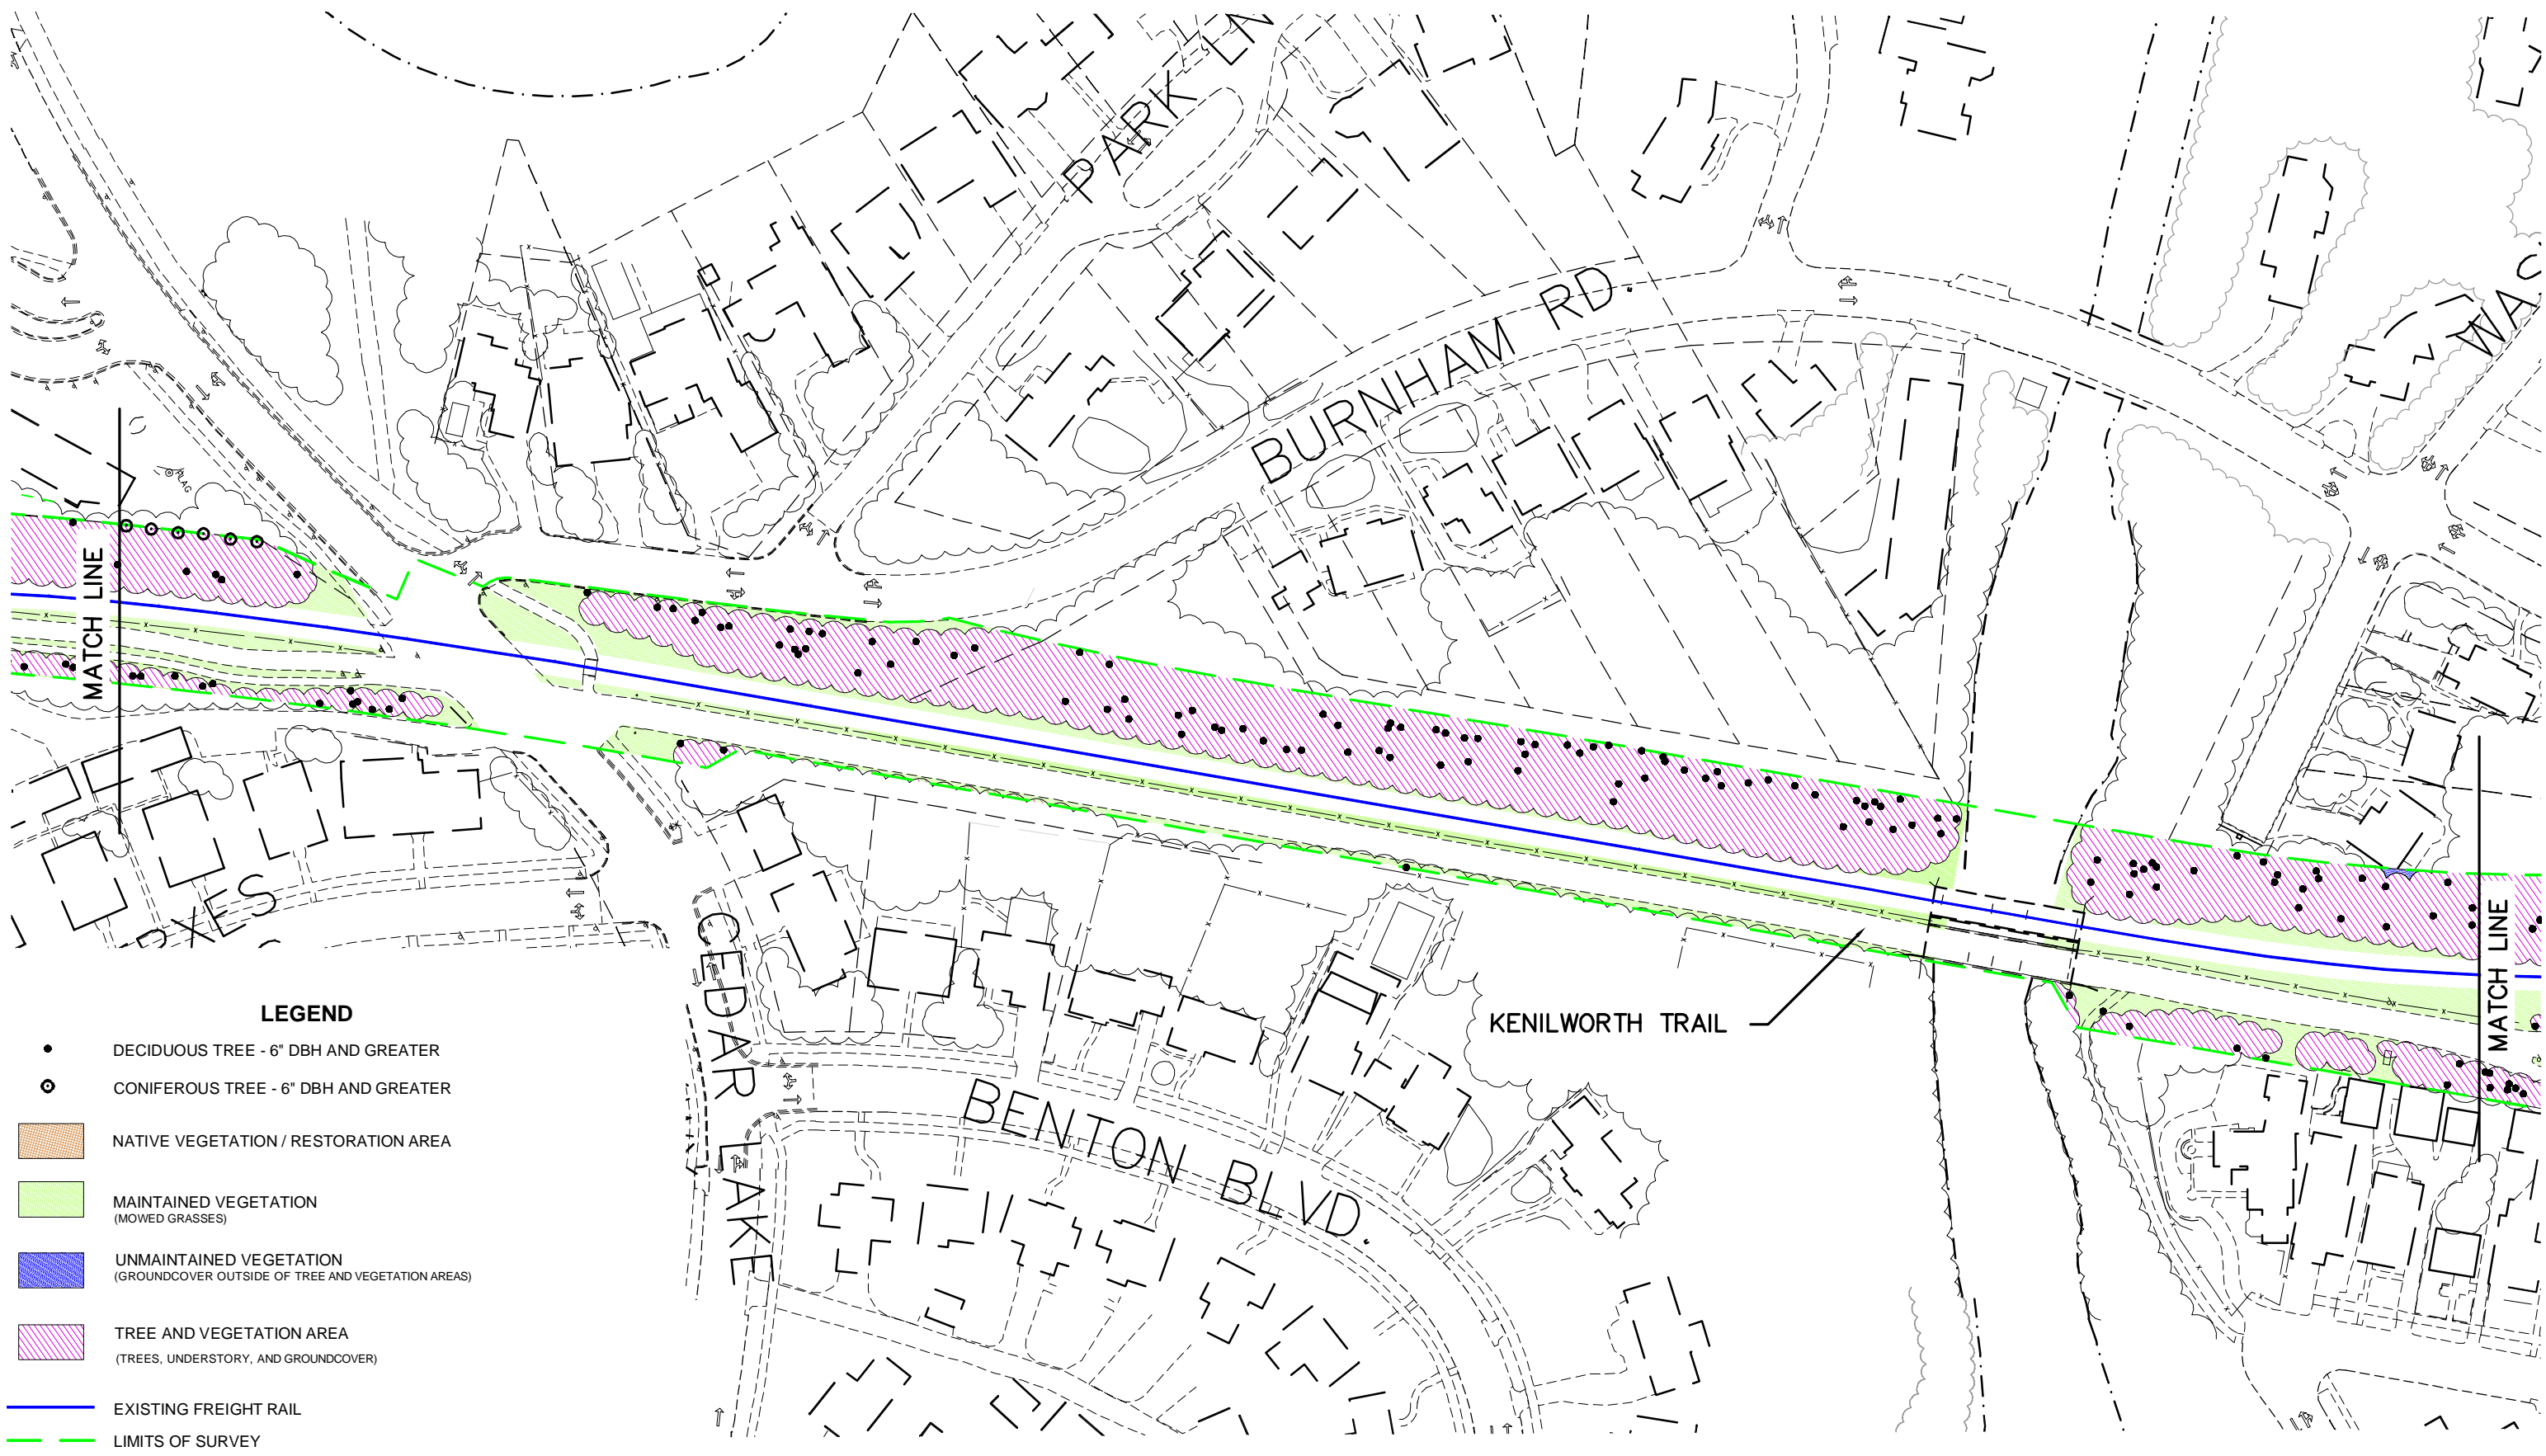 PARK
BURNHAM RD.
FLAG
MATCH LINE
CEDAR LAKE
BENTON BLVD.
KENILWORTH TRAIL
MATCH LINE
LEGEND
DECIDUOUS TREE - 6" DBH AND GREATER
CONIFEROUS TREE - 6" DBH AND GREATER
NATIVE VEGETATION / RESTORATION AREA
MAINTAINED VEGETATION
(MOWED GRASSES)
UNMAINTAINED VEGETATION
(GROUNDCOVER OUTSIDE OF TREE AND VEGETATION AREAS)
TREE AND VEGETATION AREA
(TREES, UNDERSTORY, AND GROUNDCOVER)
EXISTING FREIGHT RAIL
LIMITS OF SURVEY